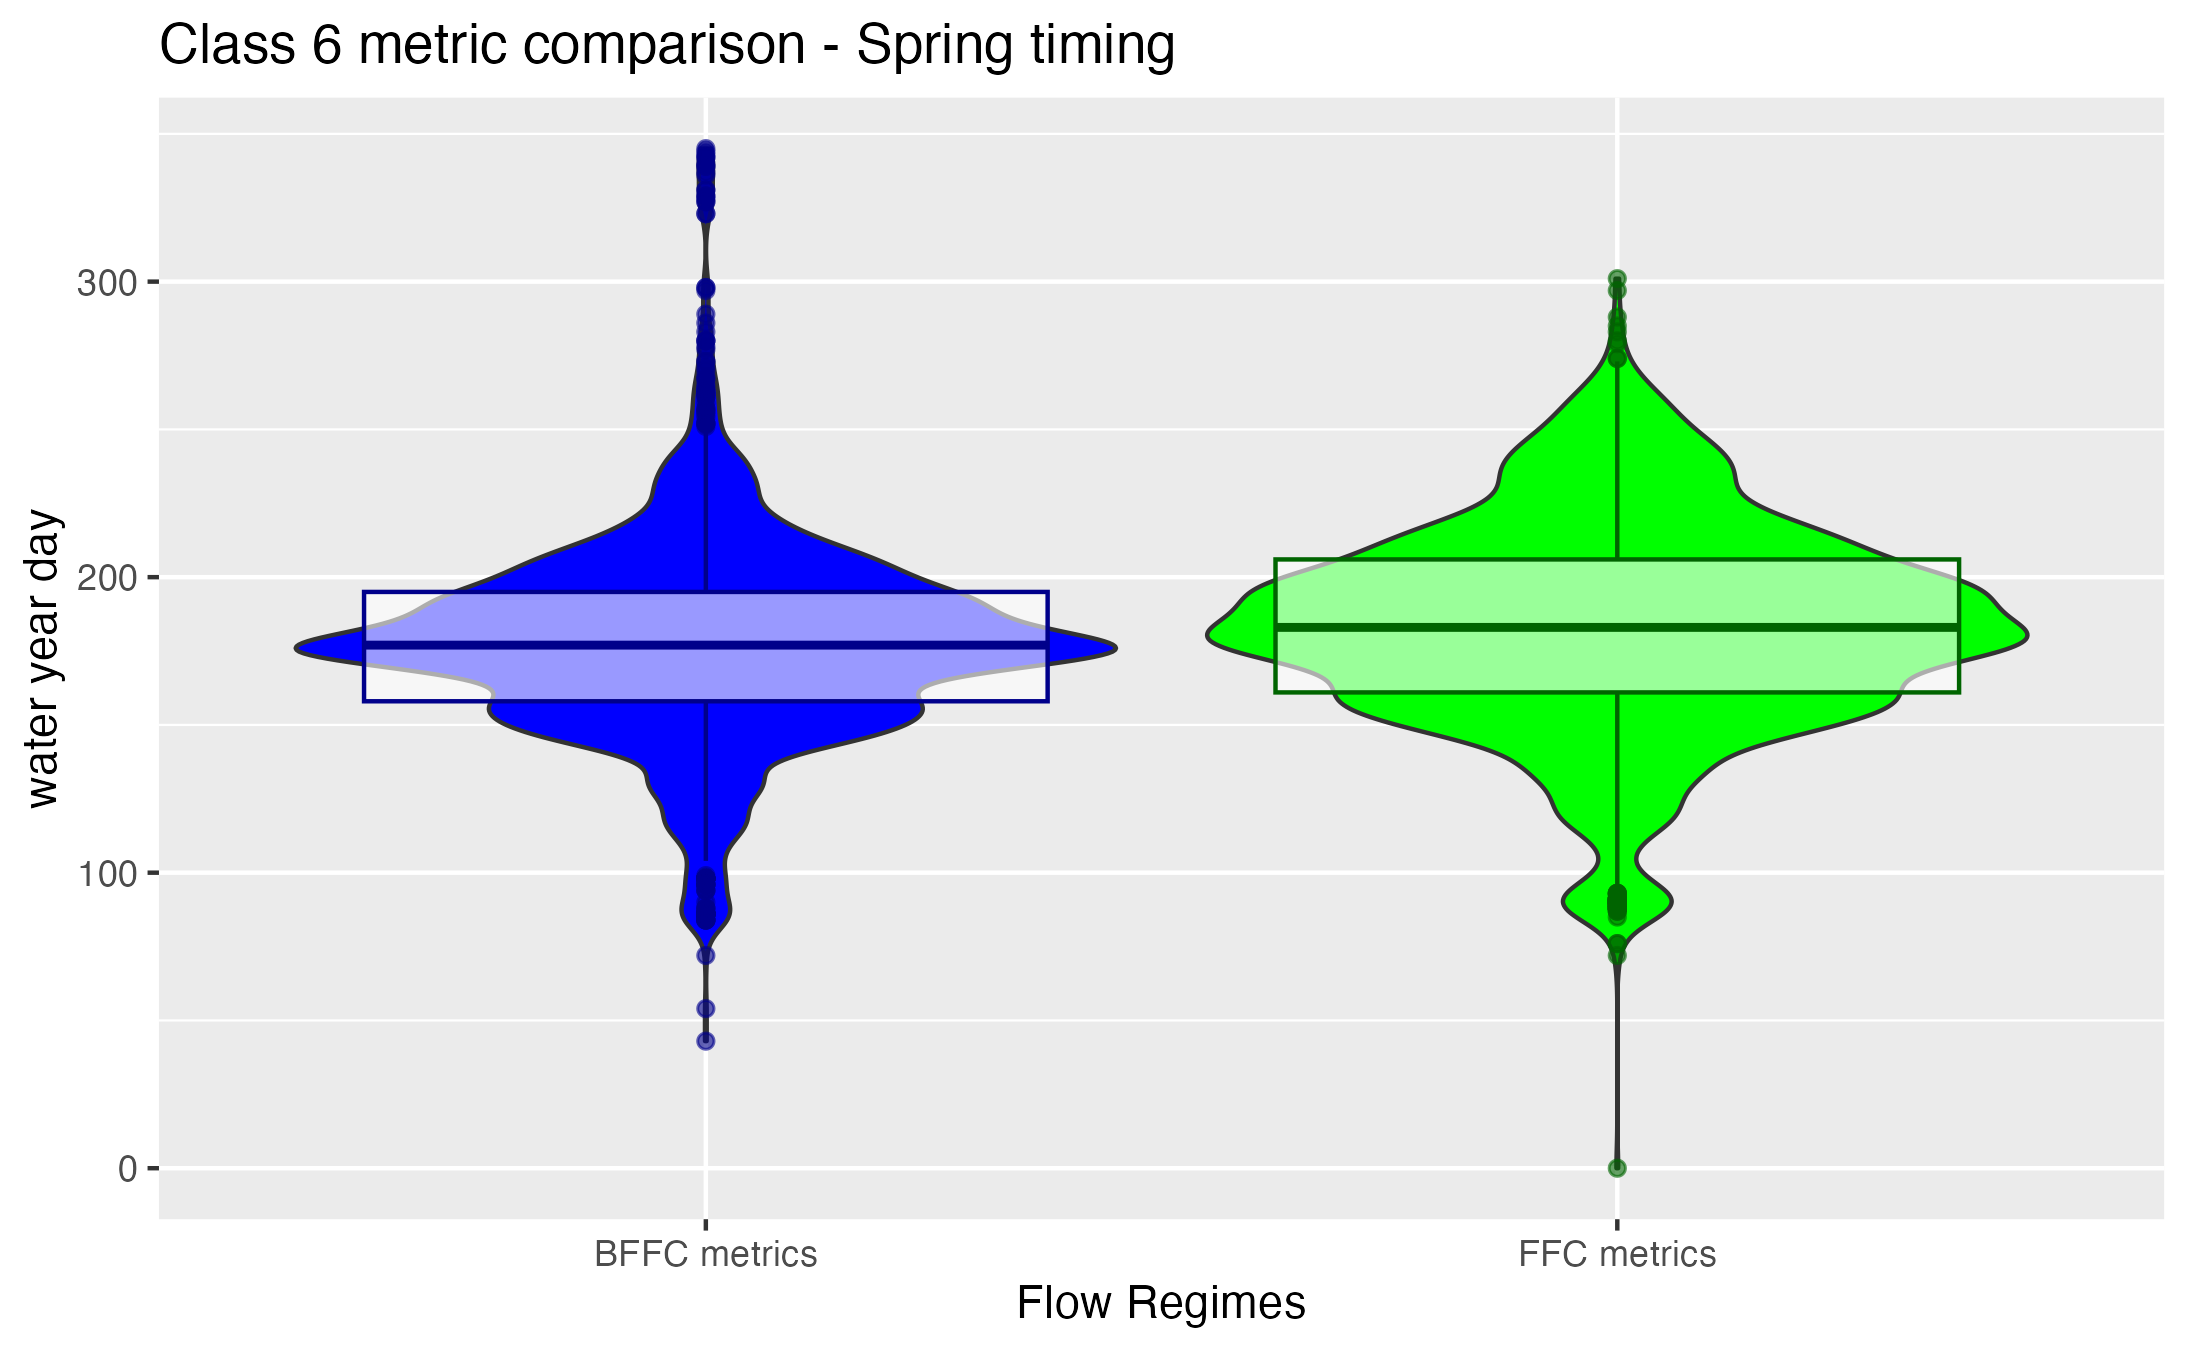 Class 6 metric comparison - Spring timing
water year day
300
200
100
0
BFFC metrics
FFC metrics
Flow Regimes